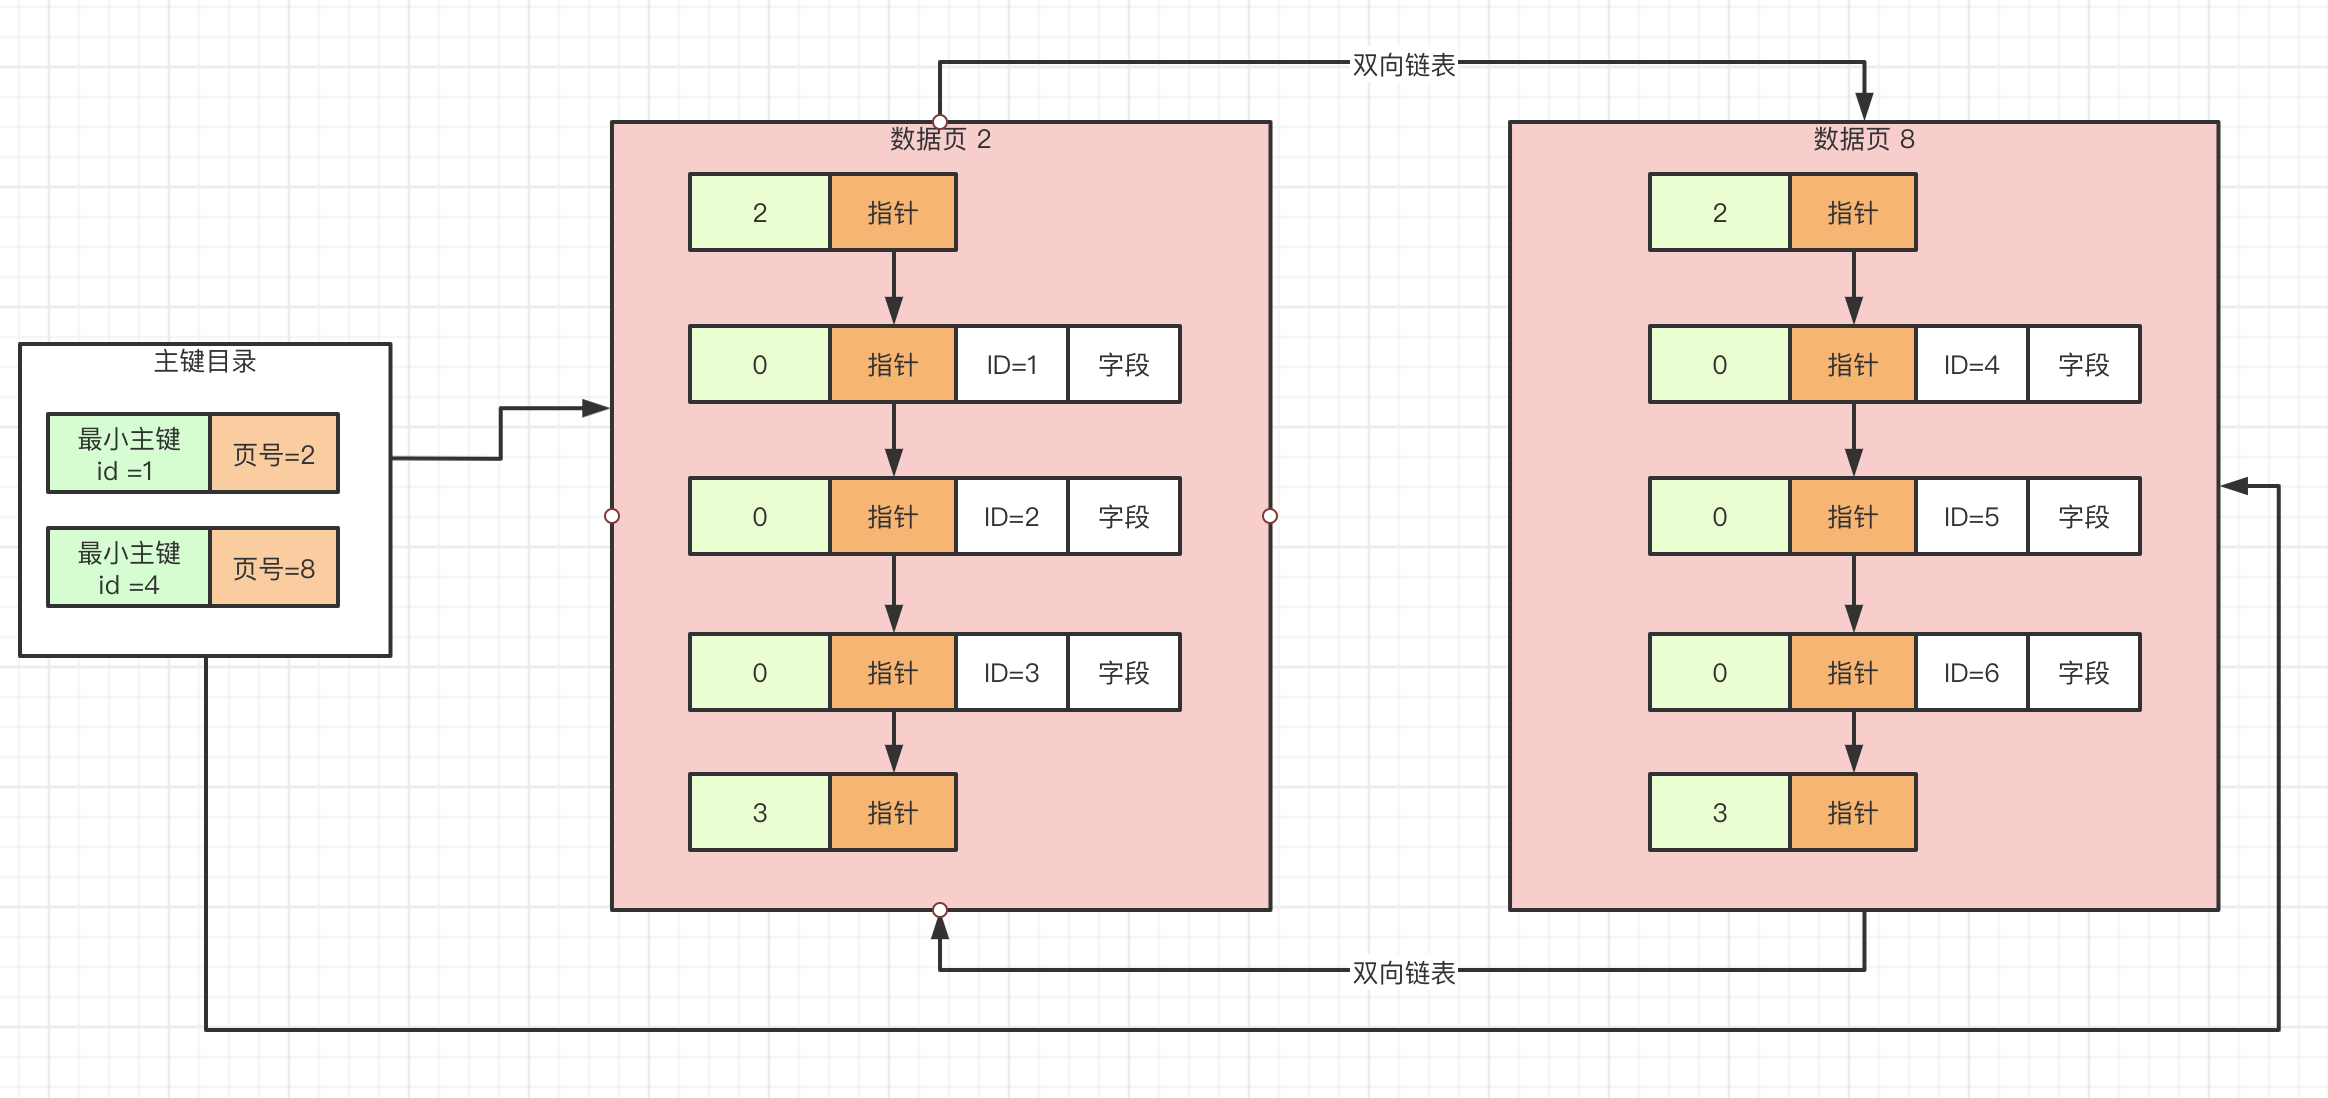 双向链表
主键目录
最小主键
id =1
页号=2
最小主键
id =4
页号=8
数据页 2
2
指针
0
指针
ID=1
字段
0
指针
ID=2
字段
0
指针
ID=3
字段
3
指针
数据页 8
2
指针
0
指针
ID=4
字段
0
指针
ID=5
字段
0
指针
ID=6
字段
3
指针
双向链表